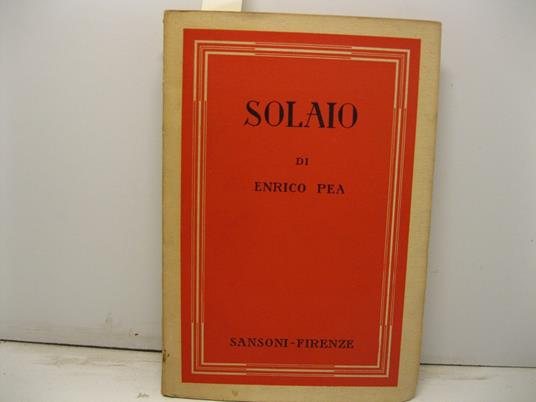 SOLAIO
DI
ENRICO PEA
SANSONI-FIRENZE